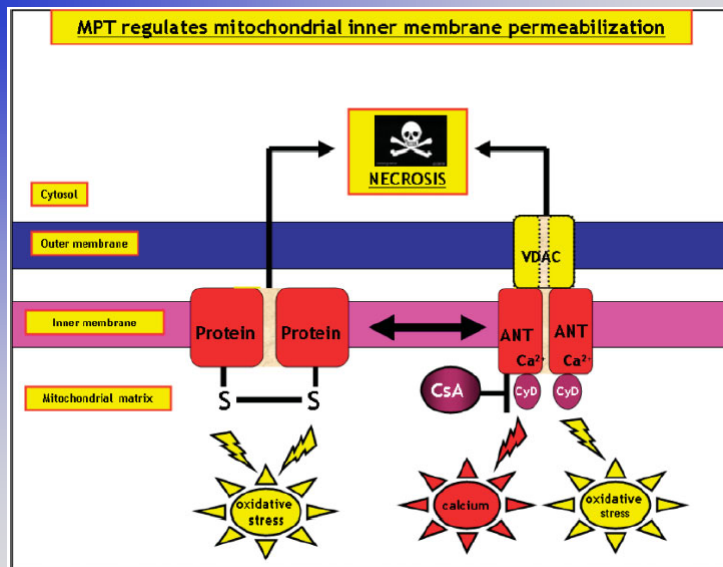 MPT regulates mitochondrial inner membrane permeabilization
NECROSIS
Cytosol
Outer membrane
VDAC
Inner membrane
Protein
Protein
ANT
ANT
Ca²⁺
Ca²⁺
Mitochondrial matrix
S
S
CsA
CyD
CyD
oxidative
stress
calcium
oxidative
stress